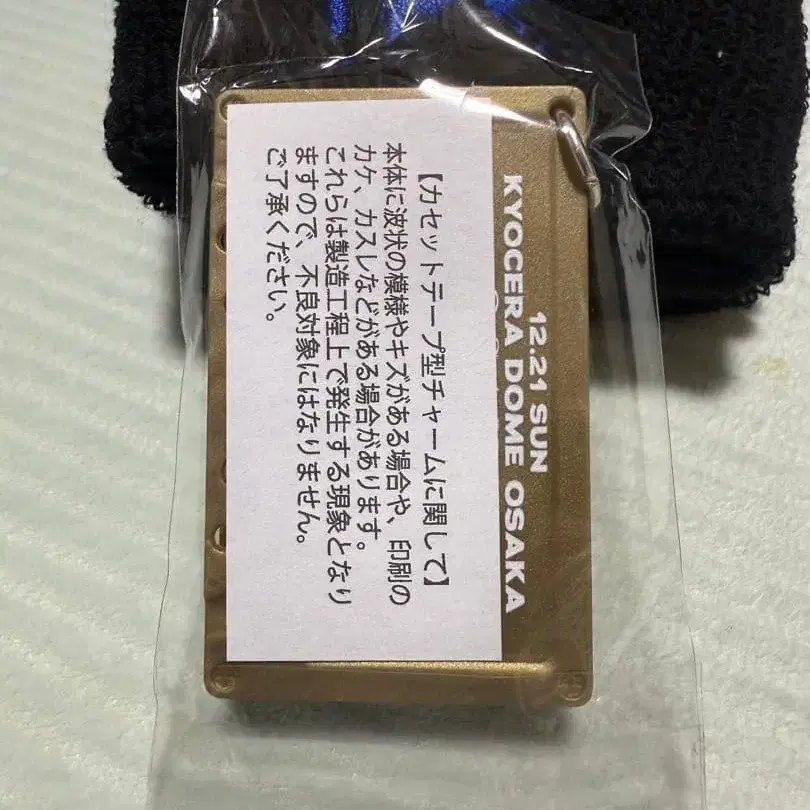 12.21 SUN
KYOCERA DOME OSAKA
【カセットテープ型チャームに関して】
本体に波状の模様やキズがある場合や、印刷の
カケ、カスレなどがある場合があります。
これらは製造工程上で発生する現象となり
ますので、不良対象にはなりません。
ご了承ください。